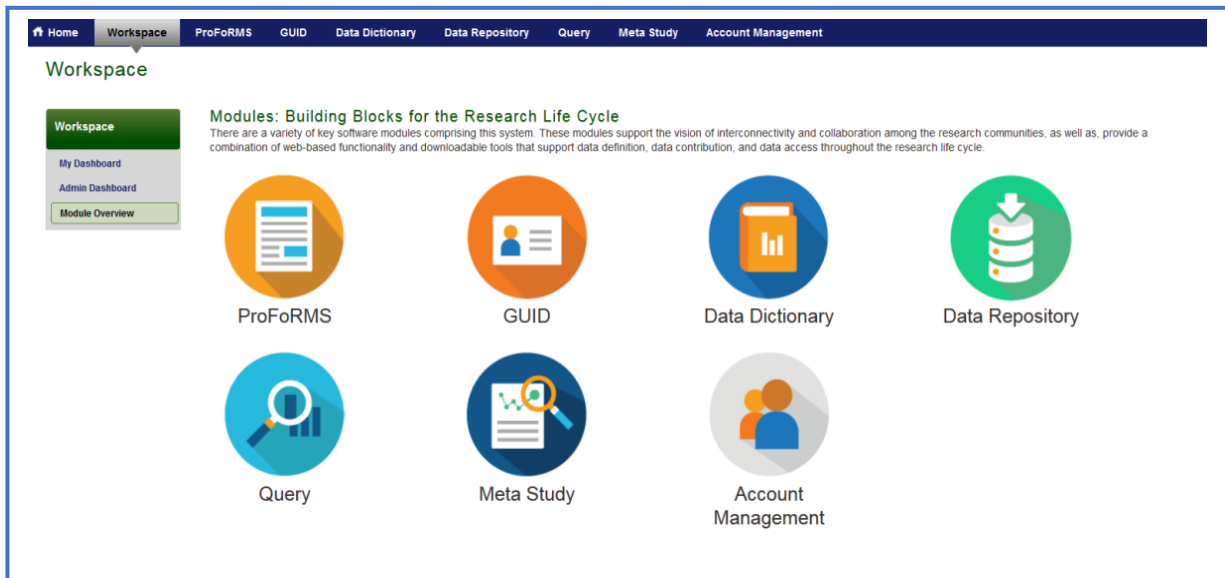 Home Workspace ProFoRMS GUID Data Dictionary Data Repository Query Meta Study Account Management
Workspace
Workspace
My Dashboard
Admin Dashboard
Module Overview
Modules: Building Blocks for the Research Life Cycle
There are a variety of key software modules comprising this system. These modules support the vision of interconnectivity and collaboration among the research communities, as well as, provide a
combination of web-based functionality and downloadable tools that support data definition, data contribution, and data access throughout the research life cycle.
ProFoRMS
GUID
Data Dictionary
Data Repository
Query
Meta Study
Account
Management